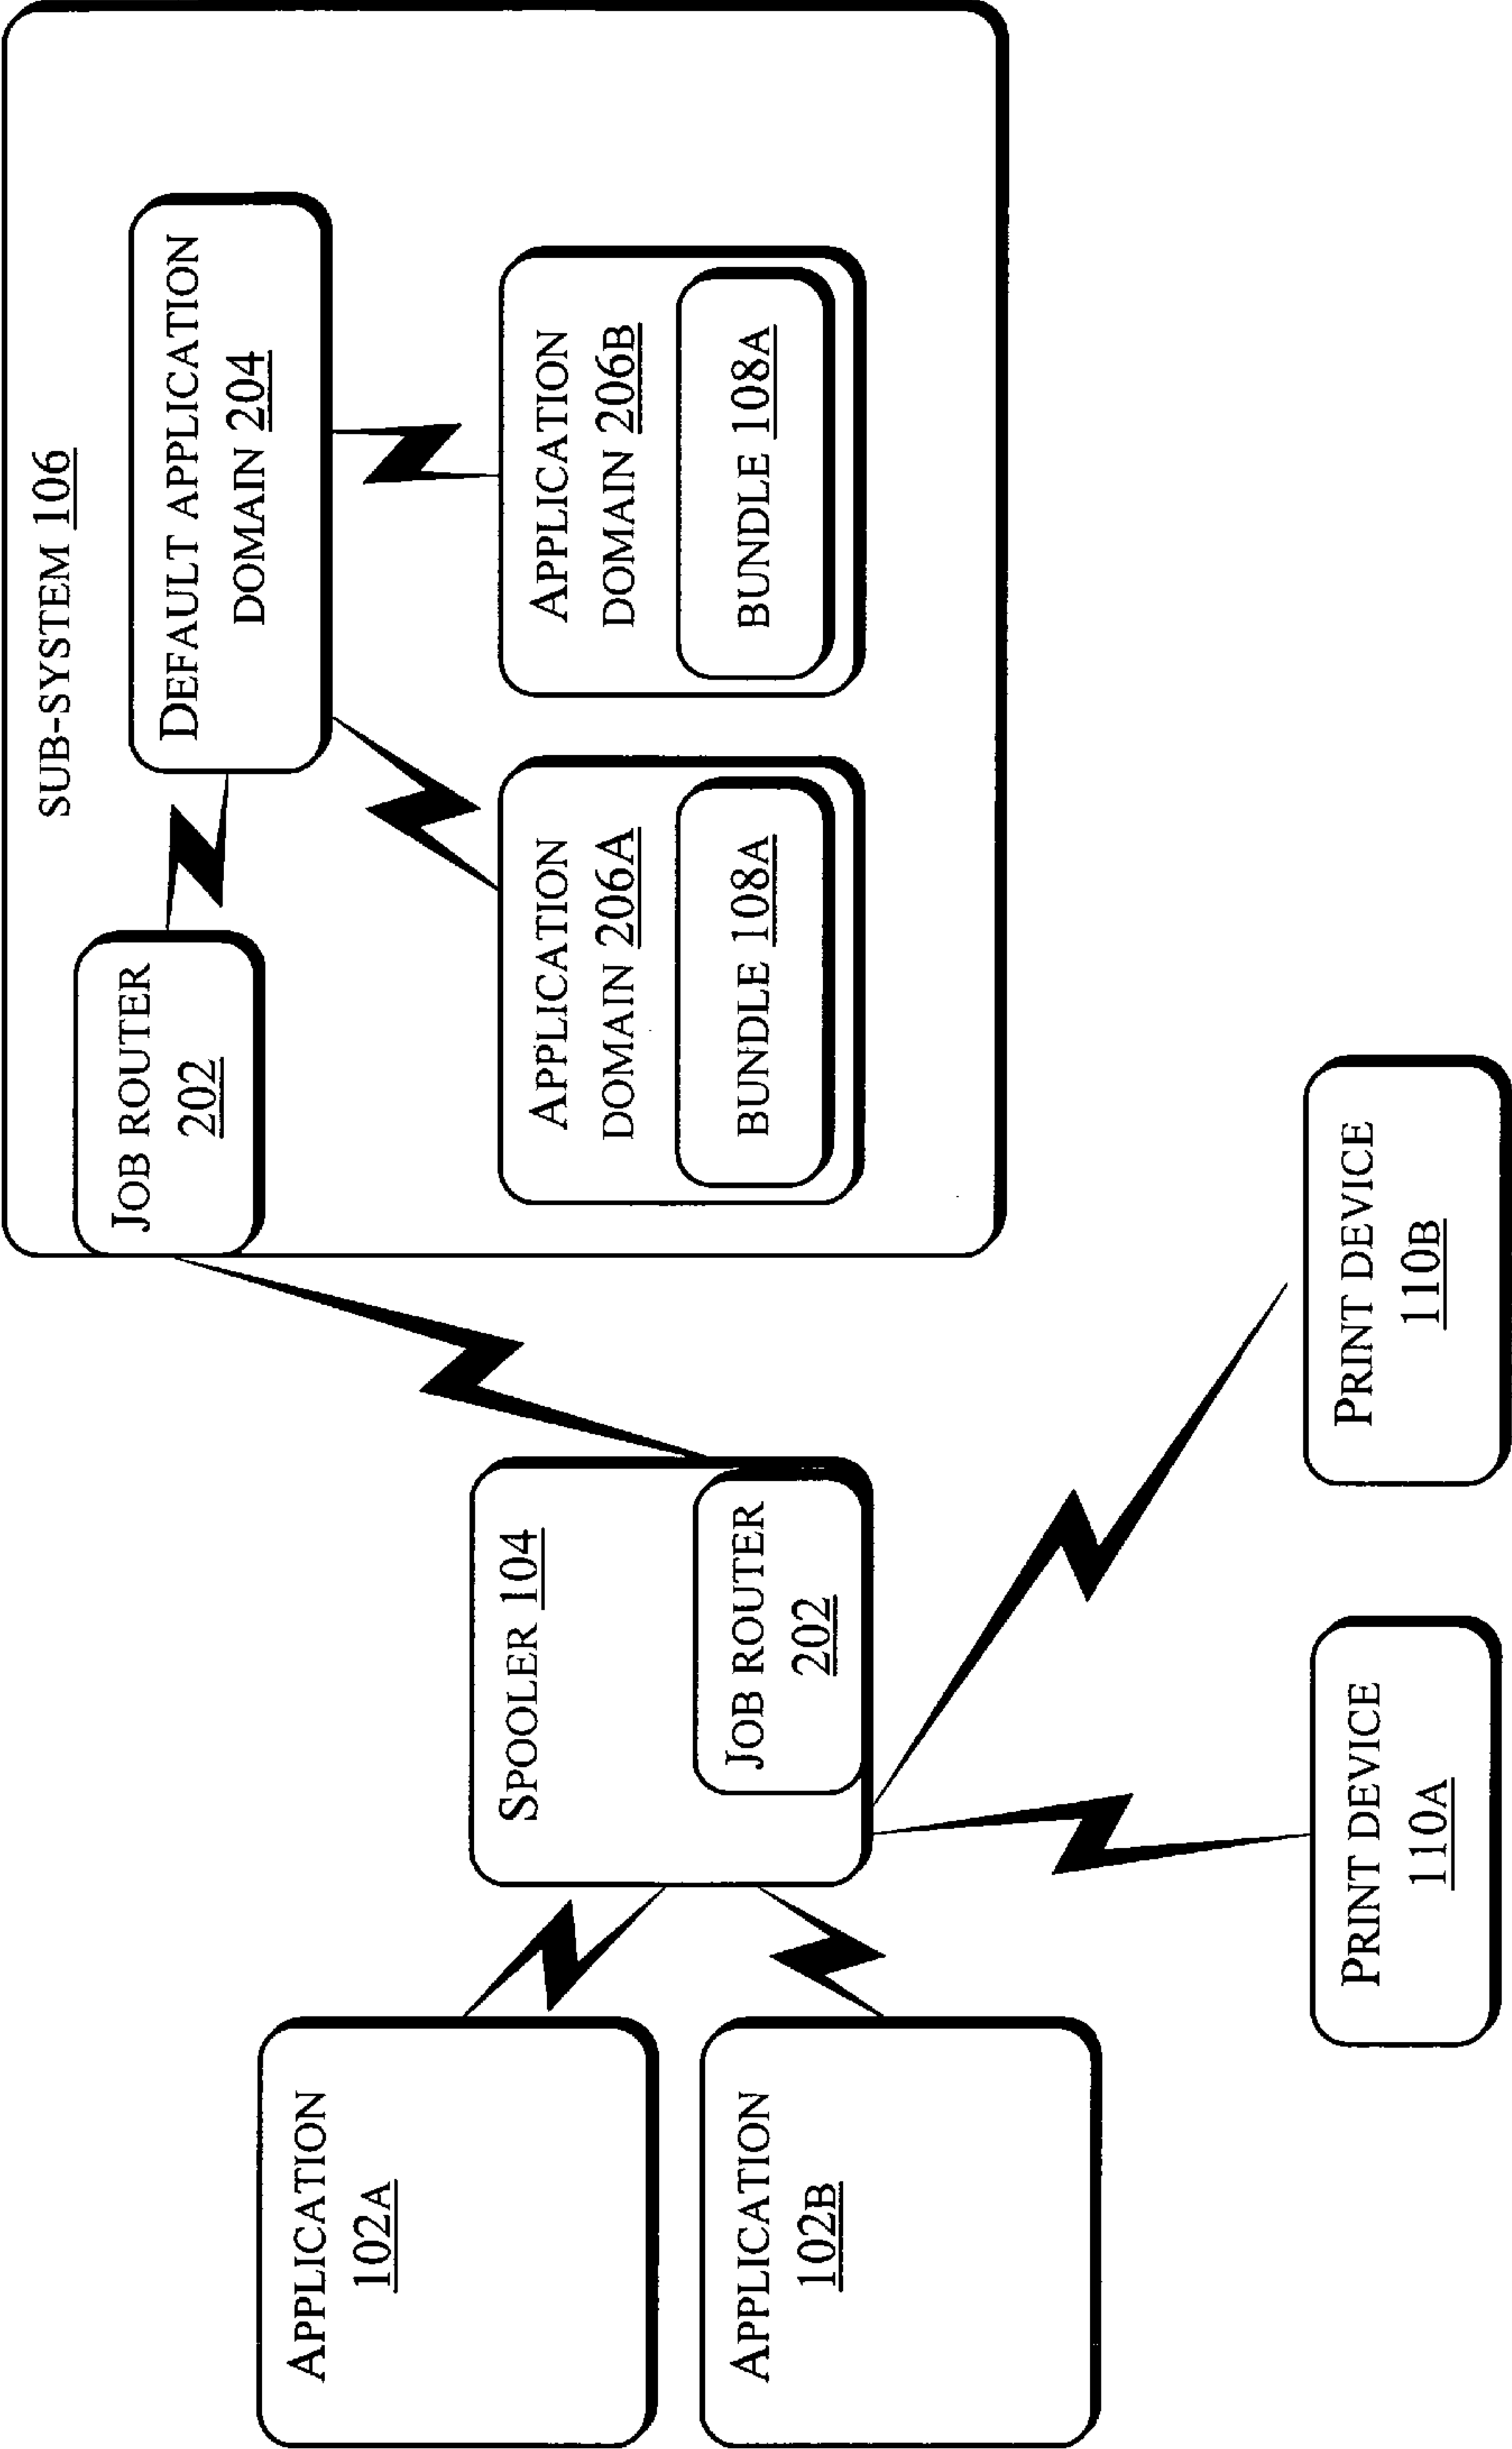 SUB-SYSTEM 106
JOB ROUTER
202
DEFAULT APPLICATION
DOMAIN 204
APPLICATION
DOMAIN 206A
BUNDLE 108A
APPLICATION
DOMAIN 206B
BUNDLE 108A
SPOOLER 104
JOB ROUTER
202
APPLICATION
102A
APPLICATION
102B
PRINT DEVICE
110A
PRINT DEVICE
110B